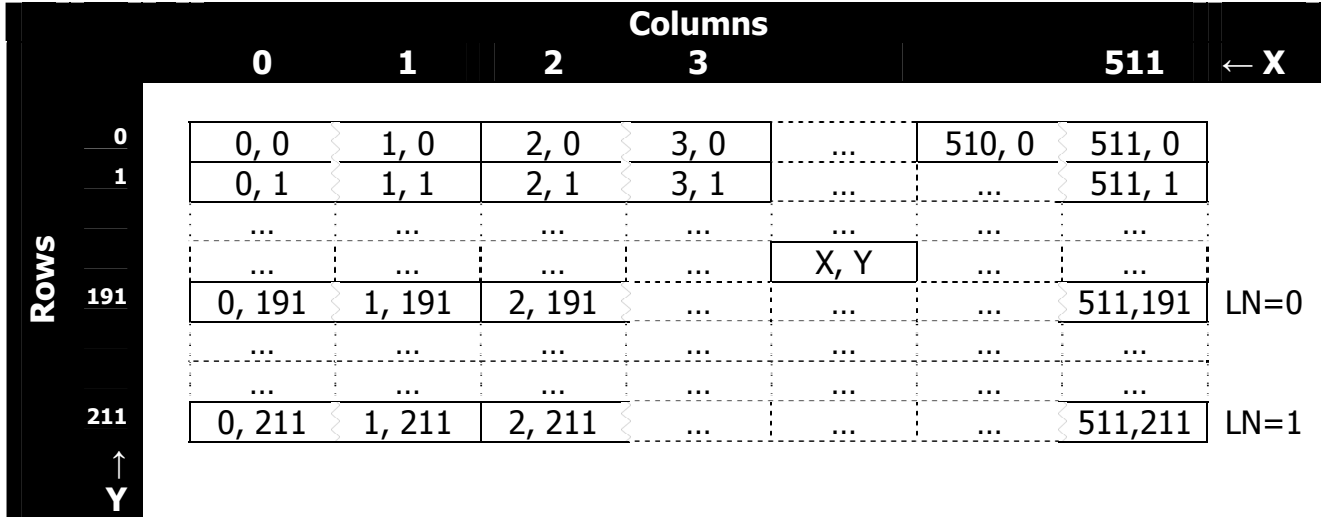 Columns
0 1 2 3 511 ← X
0 0, 0 1, 0 2, 0 3, 0 ... 510, 0 511, 0
1 0, 1 1, 1 2, 1 3, 1 ... ... 511, 1
... ... ... ... ... ... ...
... ... ... ... X, Y ... ...
Rows
191 0, 191 1, 191 2, 191 ... ... ... 511,191 LN=0
... ... ... ... ... ... ...
... ... ... ... ... ... ...
211 0, 211 1, 211 2, 211 ... ... ... 511,211 LN=1
↑
Y